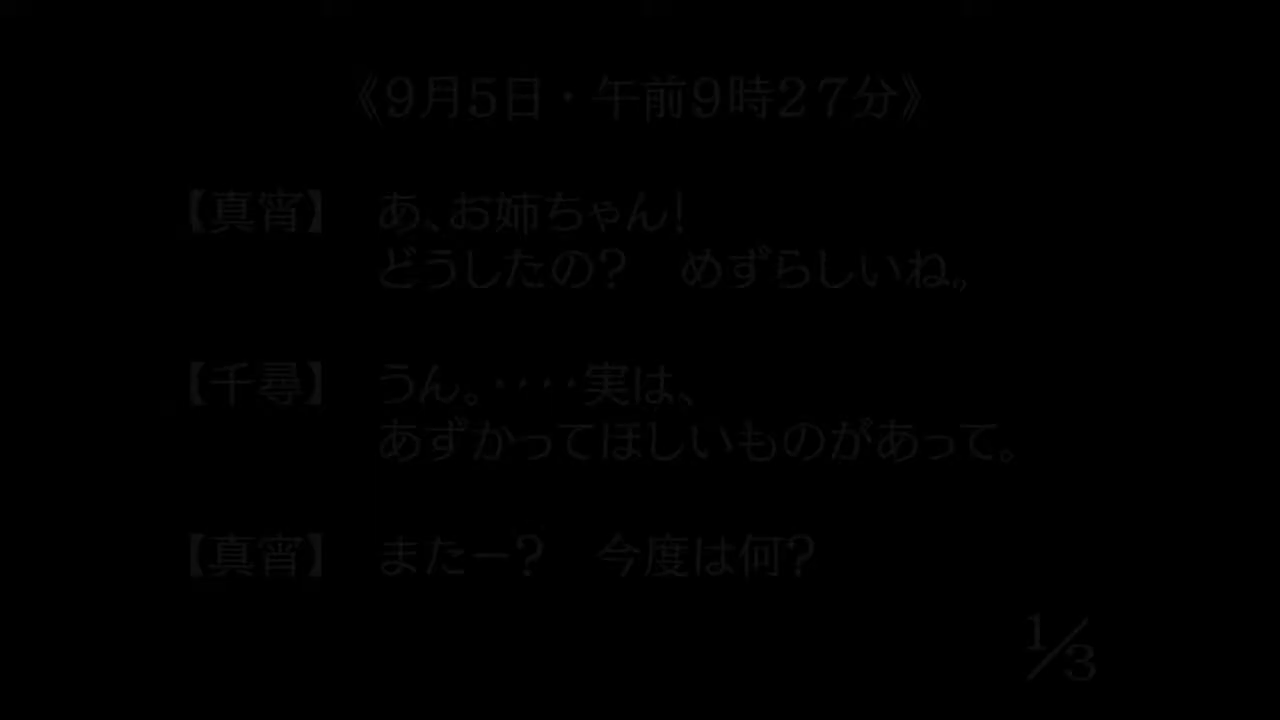 《9月5日・午前9時27分》
【真宵】 あ、お姉ちゃん!
どうしたの? めずらしいね。
【千尋】 うん。････実は、
あずかってほしいものがあって。
【真宵】 またー? 今度は何?
1/3